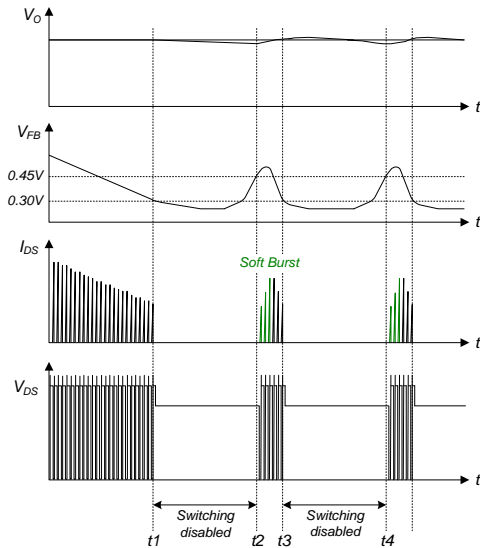 VO
t
VFB
0.45V
0.30V
t
IDS
Soft Burst
t
VDS
t
Switching disabled
Switching disabled
t1
t2
t3
t4